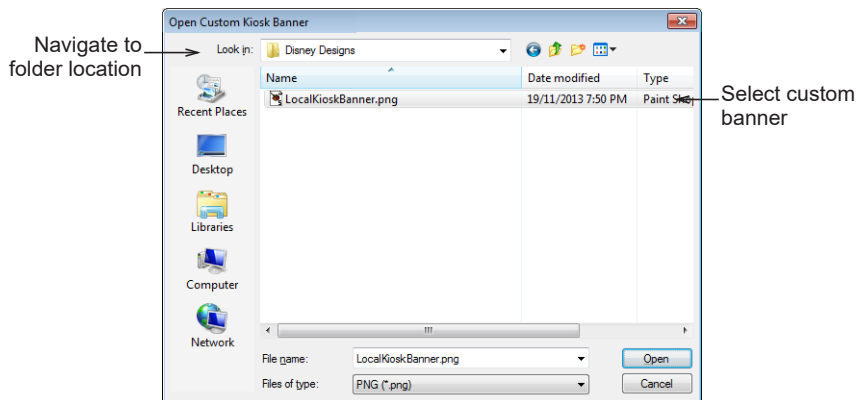 Open Custom Kiosk Banner
Navigate to
folder location
Look in:
Disney Designs
Name
Date modified
Type
LocalKioskBanner.png
19/11/2013 7:50 PM
Paint
Select custom
banner
Recent Places
Desktop
Libraries
Computer
Network
File name:
LocalKioskBanner.png
Open
Files of type:
PNG (*.png)
Cancel